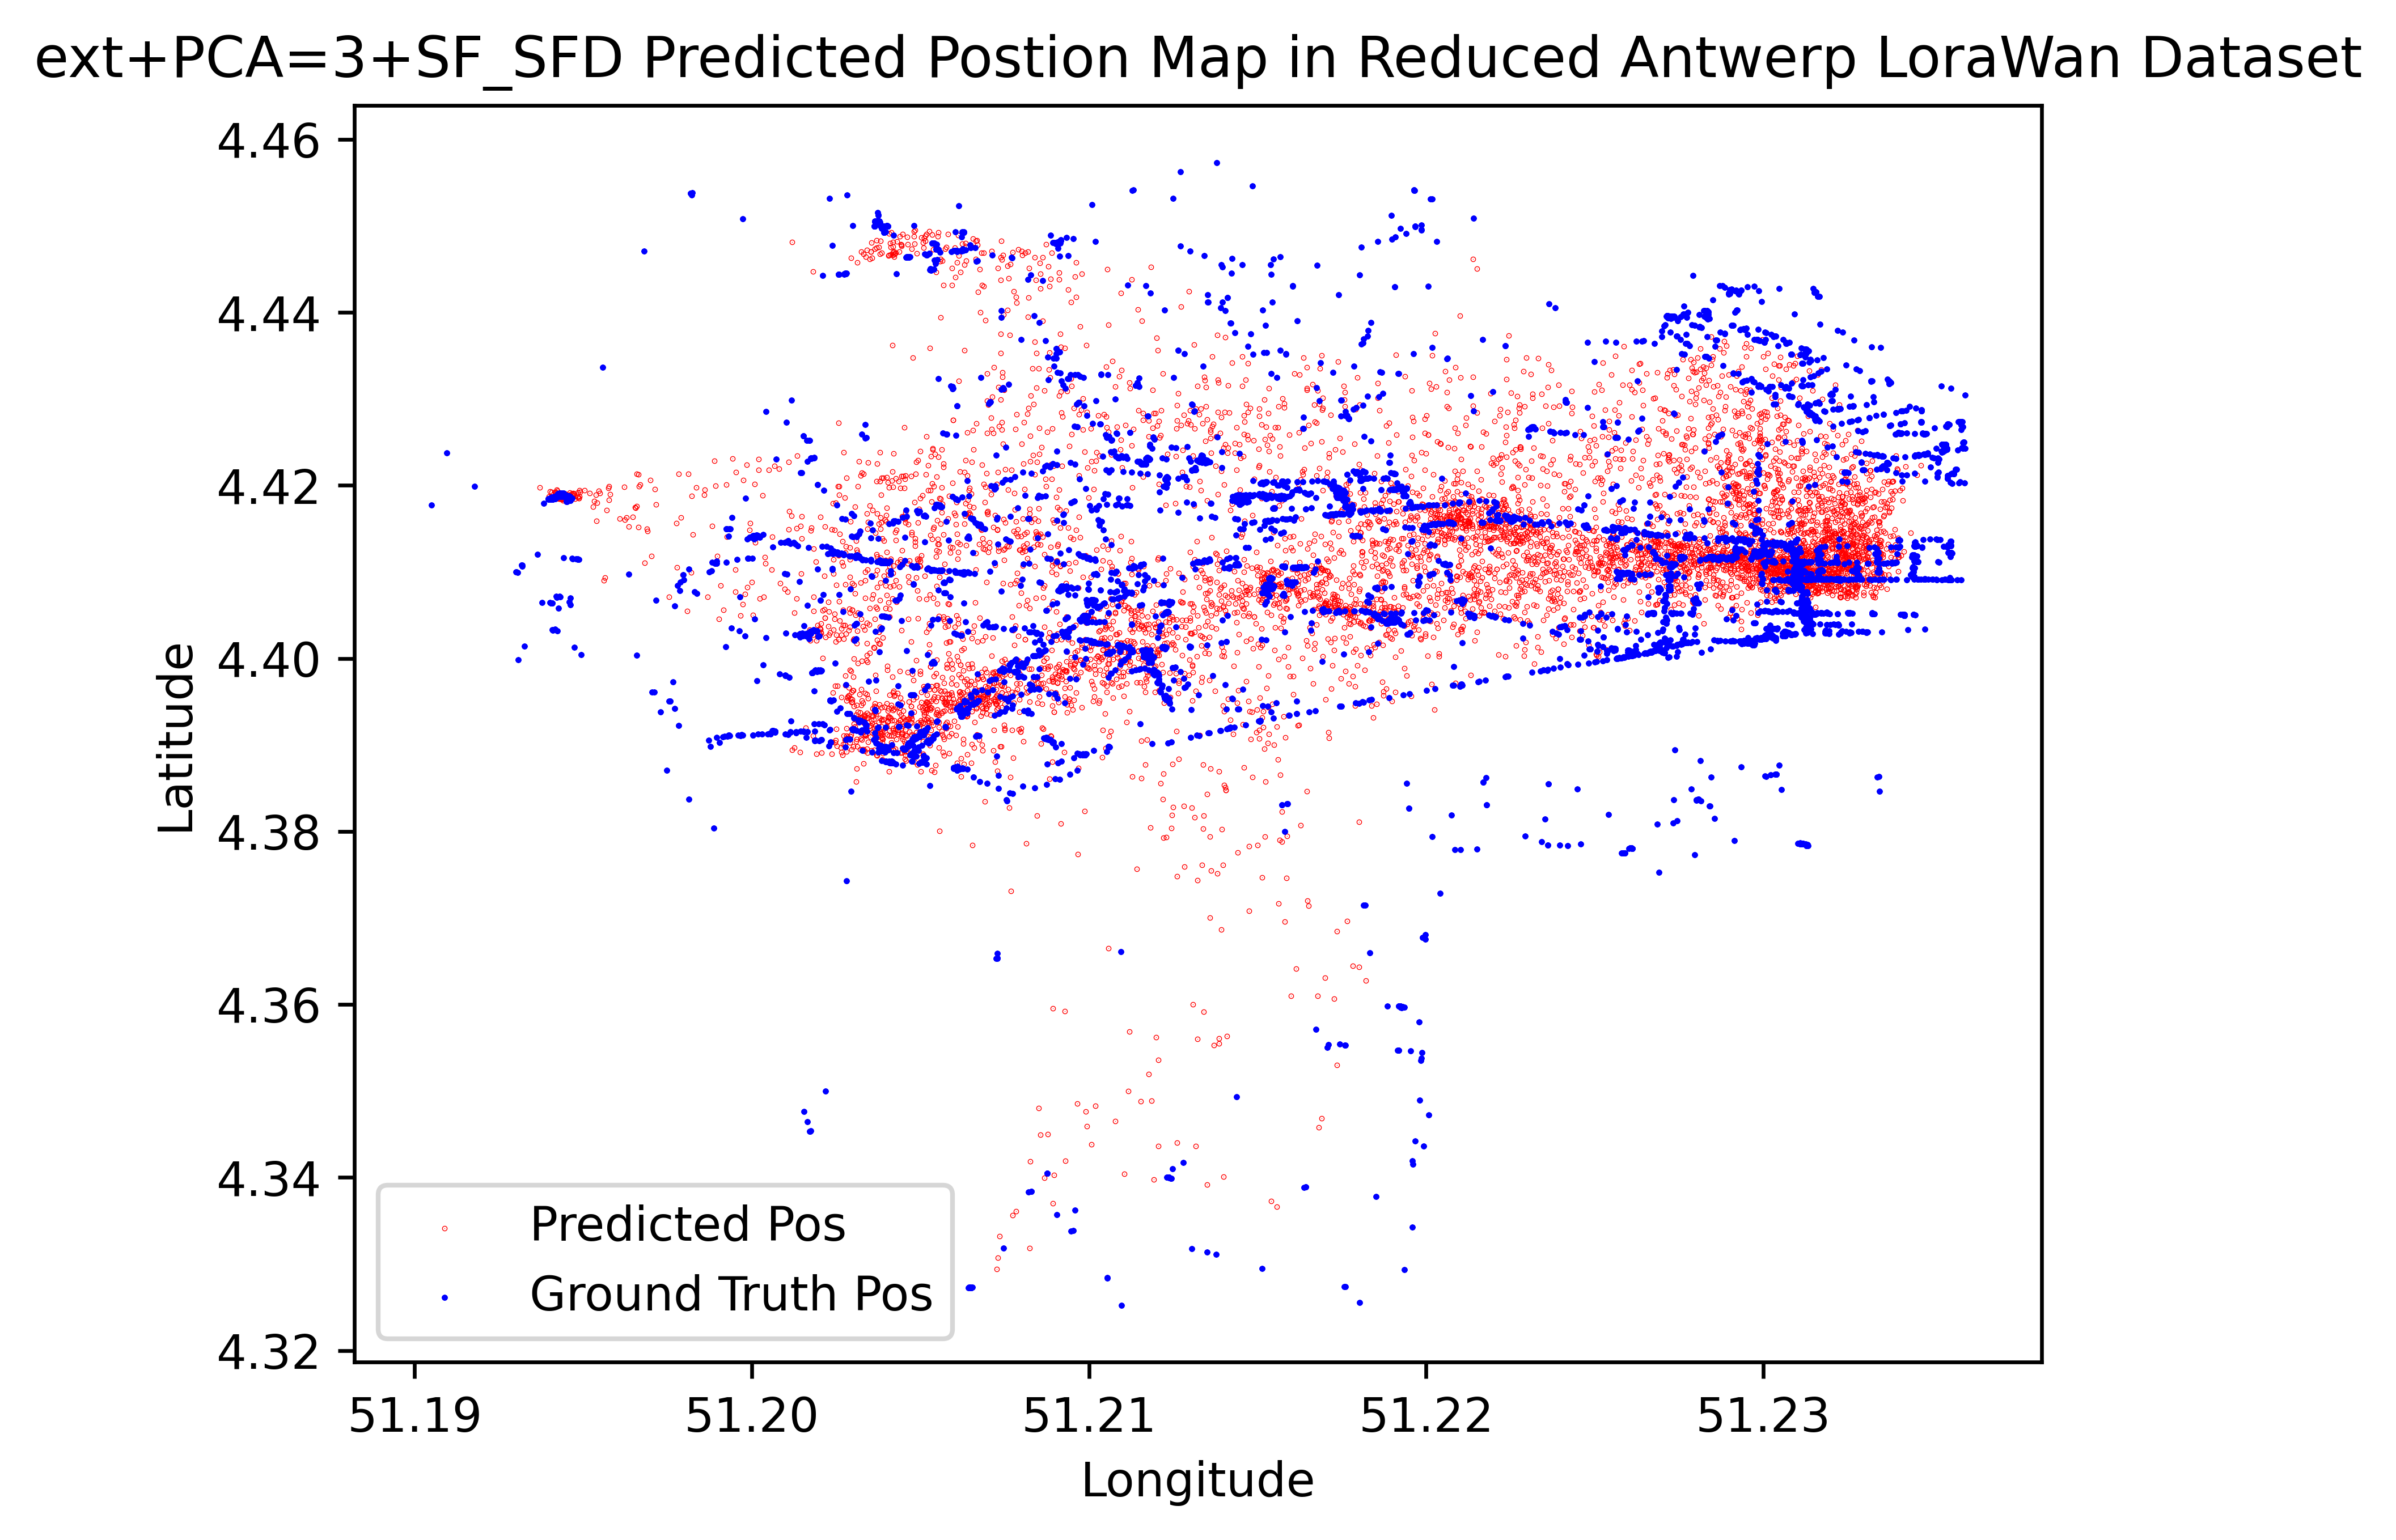 ext+PCA=3+SF_SFD Predicted Postion Map in Reduced Antwerp LoraWan Dataset
4.46
4.44
4.42
4.40
4.38
4.36
4.34
4.32
Latitude
Predicted Pos
Ground Truth Pos
51.19 51.20 51.21 51.22 51.23
Longitude